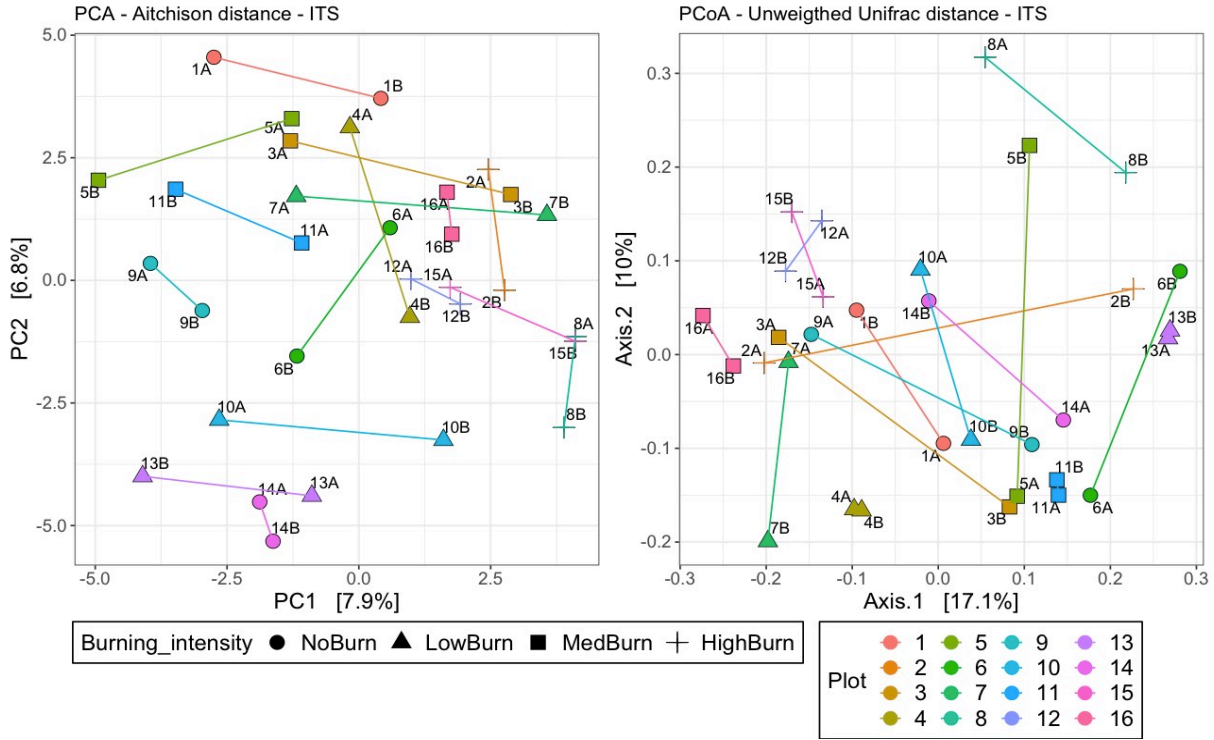 PCA - Aitchison distance - ITS
5.0
2.5
0.0
-2.5
-5.0
PC2 [6.8%]
1A
1B
4A
5A
3A
2A
5B
11B
7A
16A
3B
7B
6A
11A
16B
9A
12A
15A
2B
9B
4B
12B
8A
15B
6B
10A
10B
8B
13B
14A
13A
14B
-5.0
-2.5
0.0
2.5
PC1 [7.9%]
PCoA - Unweigthed Unifrac distance - ITS
0.3
0.2
0.1
0.0
-0.1
-0.2
Axis.2 [10%]
8A
5B
8B
15B
12A
12B
10A
15A
6B
2B
16A
3A
9A
1B
14B
13B
2A
7A
13A
16B
14A
10B
9B
1A
11B
4A
5A
11A
6A
4B
3B
7B
-0.3
-0.2
-0.1
0.0
0.1
0.2
0.3
Axis.1 [17.1%]
Burning_intensity NoBurn LowBurn MedBurn HighBurn
Plot
1 5 9 13
2 6 10 14
3 7 11 15
4 8 12 16